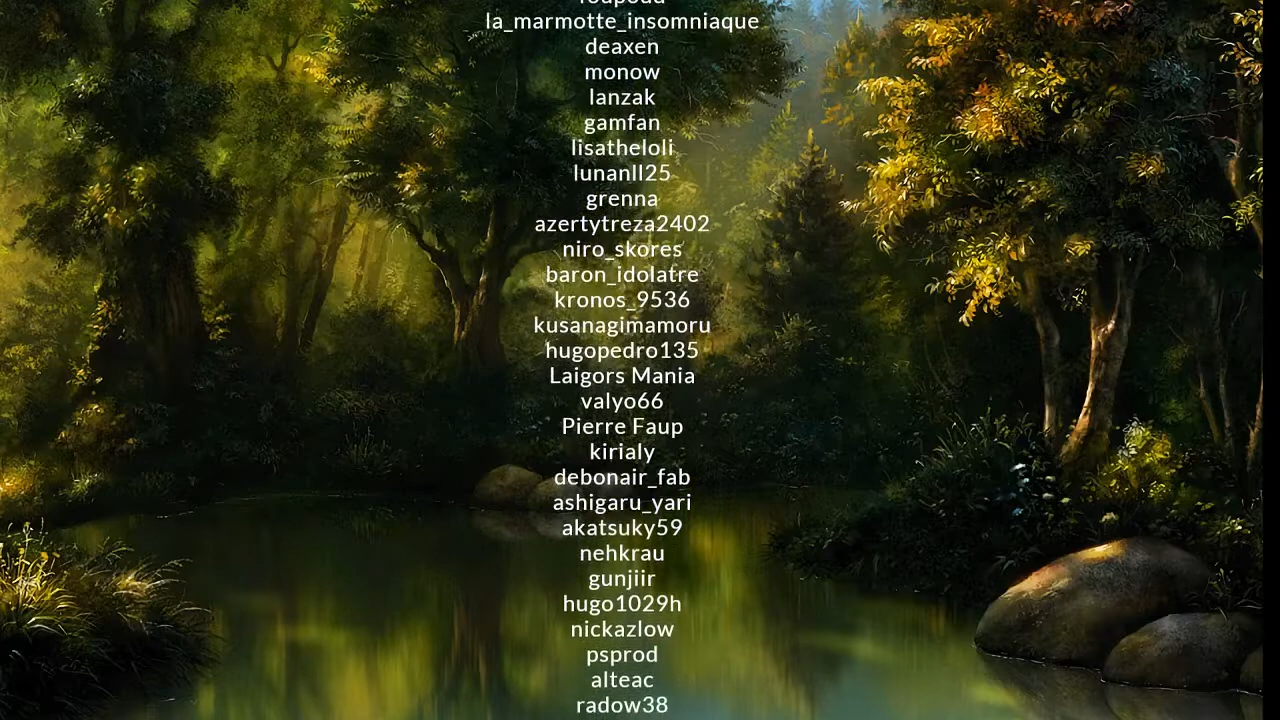 la_marmotte_insomniaque
deaxen
monow
lanzak
gamfan
lisatheloli
lunanll25
grenna
azertytreza2402
niro_skores
baron_idolatre
kronos_9536
kusanagimamoru
hugopedro135
Laigors Mania
valyo66
Pierre Faup
kirialy
debonair_fab
ashigaru_yari
akatsuky59
nehkrau
gunjiir
hugo1029h
nickazlow
psprod
alteac
radow38